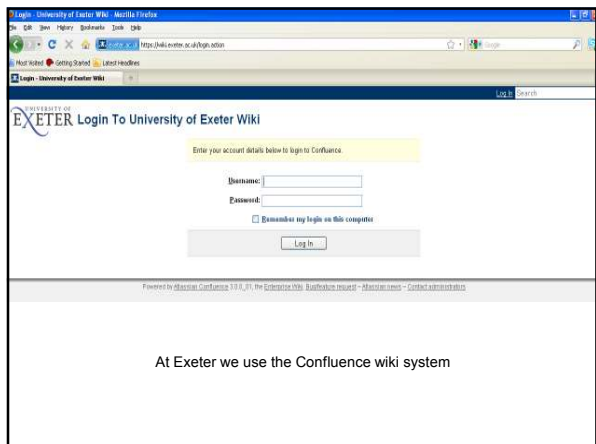 Login - University of Exeter Wiki - Mozilla Firefox
File Edit View History Bookmarks Tools Help
https://wiki.exeter.ac.uk/login.action
Most Visited Getting Started Latest Headlines
Login - University of Exeter Wiki
Log In Search
UNIVERSITY OF
EXETER Login To University of Exeter Wiki
Enter your account details below to login to Confluence.
Username:
Password:
Remember my login on this computer
Log In
Powered by Atlassian Confluence 3.0.0_01, the Enterprise Wiki. Bug/feature request - Atlassian news - Contact administrators
At Exeter we use the Confluence wiki system